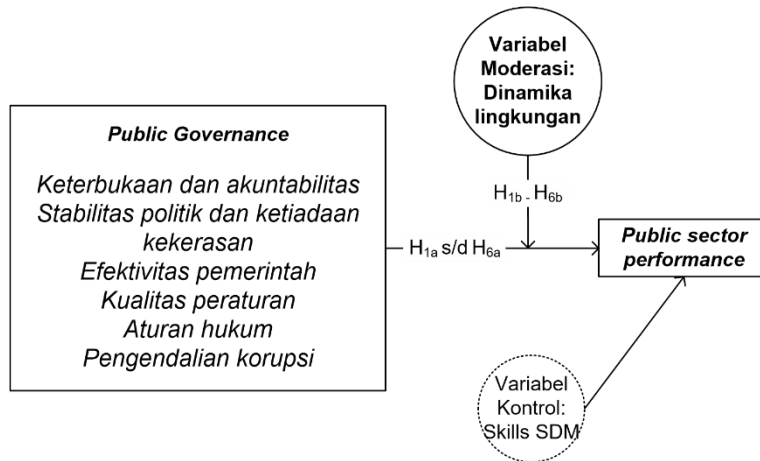 Variabel
Moderasi:
Dinamika
lingkungan
Public Governance
Keterbukaan dan akuntabilitas
Stabilitas politik dan ketiadaan
kekerasan
Efektivitas pemerintah
Kualitas peraturan
Aturan hukum
Pengendalian korupsi
H1b - H6b
H1a s/d H6a
Public sector
performance
Variabel
Kontrol:
Skills SDM